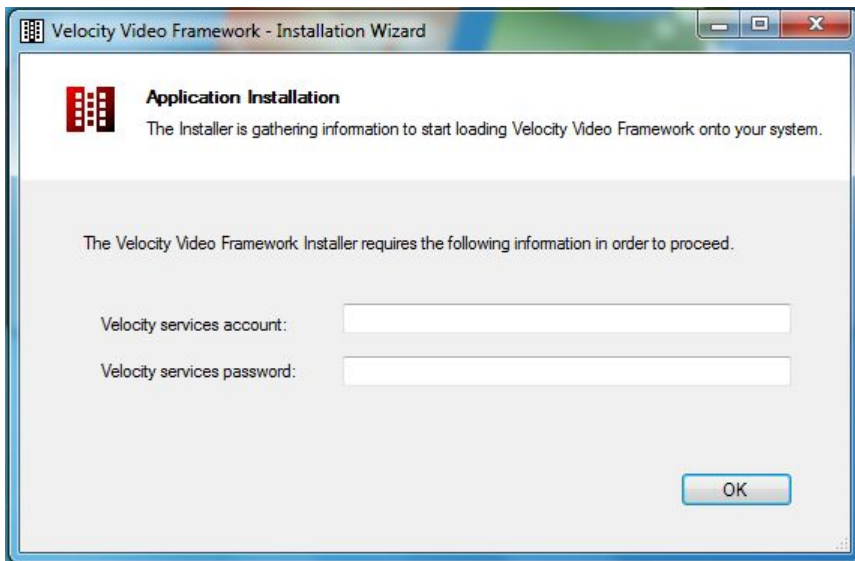 Velocity Video Framework - Installation Wizard
Application Installation
The Installer is gathering information to start loading Velocity Video Framework onto your system.
The Velocity Video Framework Installer requires the following information in order to proceed.
Velocity services account:
Velocity services password:
OK